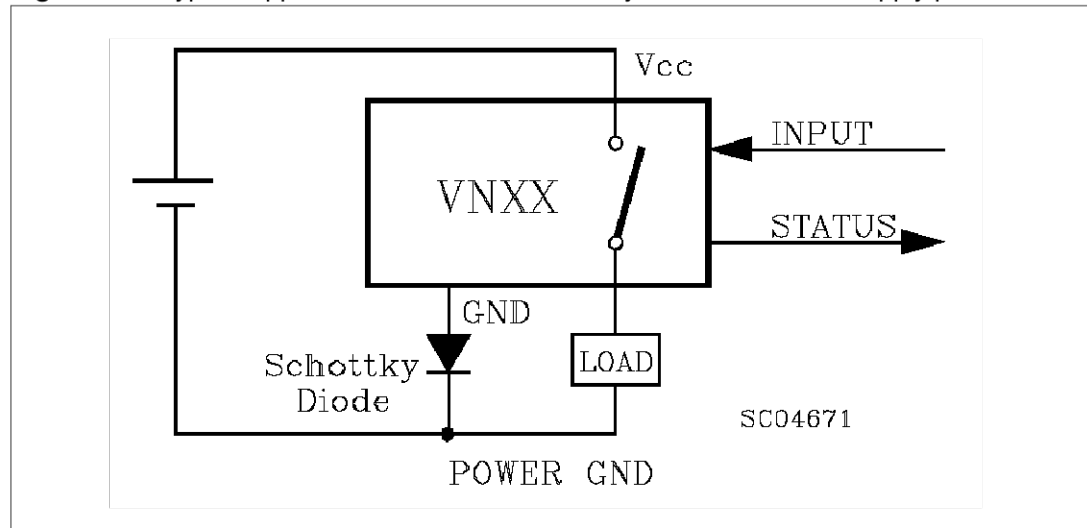 Vcc
INPUT
VNXX
STATUS
GND
Schottky
Diode
LOAD
SC04671
POWER GND